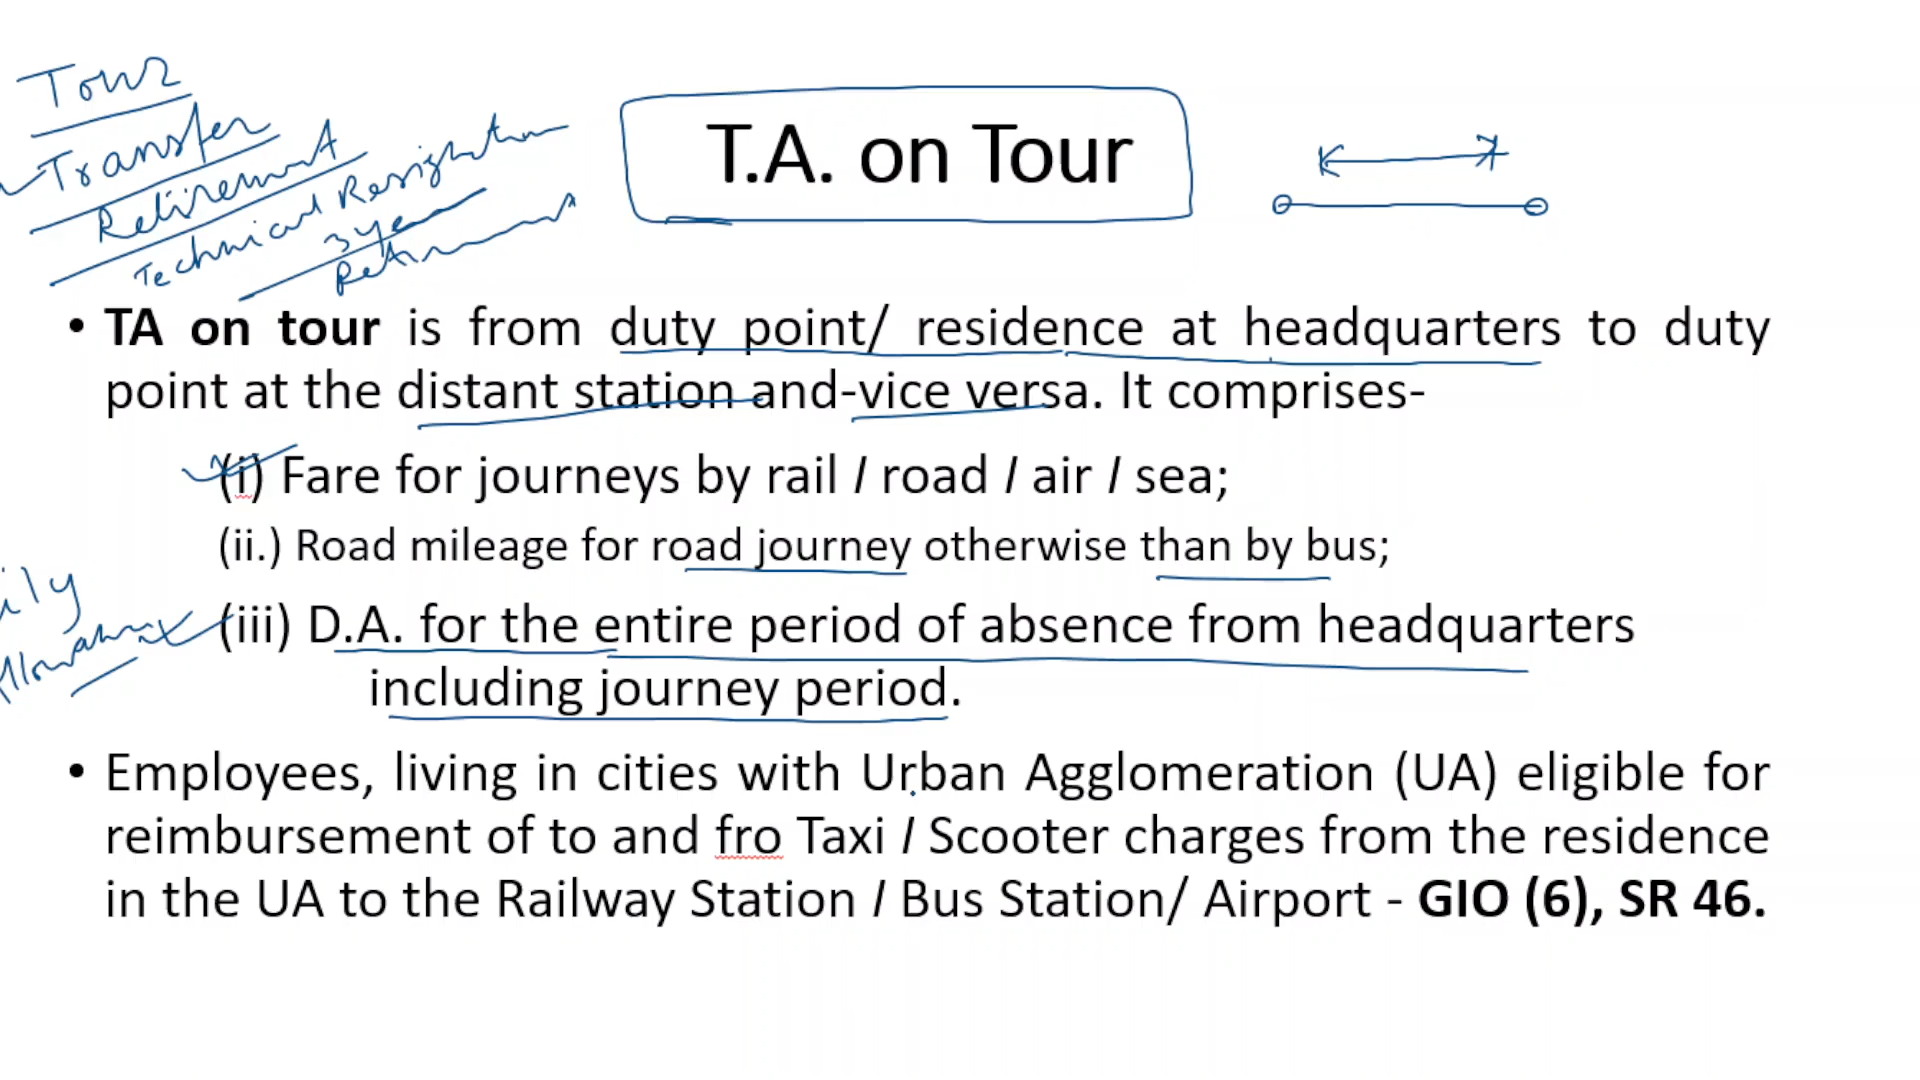 Tour
Transfer
Retirement
Technical Resignation
3 year
T.A. on Tour
• TA on tour is from duty point/ residence at headquarters to duty
point at the distant station and-vice versa. It comprises-
(i) Fare for journeys by rail / road / air / sea;
(ii.) Road mileage for road journey otherwise than by bus;
ily
(iii) D.A. for the entire period of absence from headquarters
including journey period.
• Employees, living in cities with Urban Agglomeration (UA) eligible for
reimbursement of to and fro Taxi / Scooter charges from the residence
in the UA to the Railway Station / Bus Station/ Airport - GIO (6), SR 46.